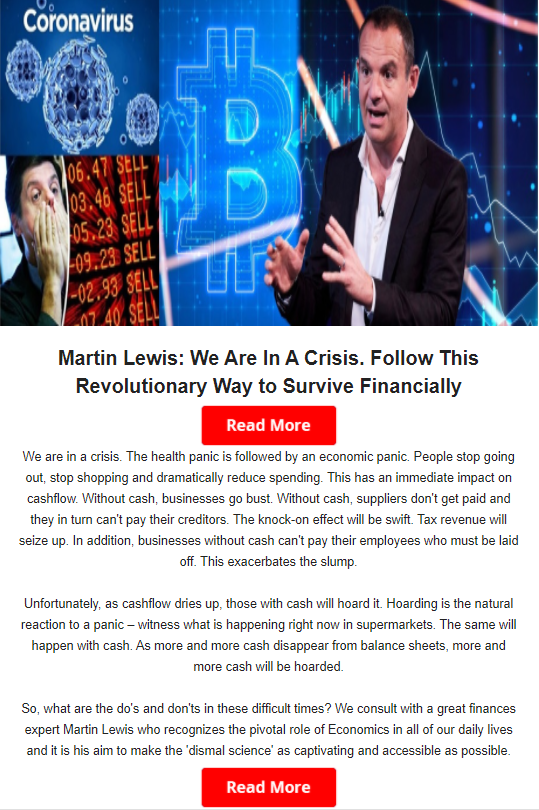 Coronavirus
06.47 SELL
03.46 SELL
05.23 SELL
-09.23 SELL
-02.93 SELL
07.40 SELL
Martin Lewis: We Are In A Crisis. Follow This
Revolutionary Way to Survive Financially
Read More
We are in a crisis. The health panic is followed by an economic panic. People stop going
out, stop shopping and dramatically reduce spending. This has an immediate impact on
cashflow. Without cash, businesses go bust. Without cash, suppliers don't get paid and
they in turn can't pay their creditors. The knock-on effect will be swift. Tax revenue will
seize up. In addition, businesses without cash can't pay their employees who must be laid
off. This exacerbates the slump.
Unfortunately, as cashflow dries up, those with cash will hoard it. Hoarding is the natural
reaction to a panic – witness what is happening right now in supermarkets. The same will
happen with cash. As more and more cash disappear from balance sheets, more and
more cash will be hoarded.
So, what are the do's and don'ts in these difficult times? We consult with a great finances
expert Martin Lewis who recognizes the pivotal role of Economics in all of our daily lives
and it is his aim to make the 'dismal science' as captivating and accessible as possible.
Read More